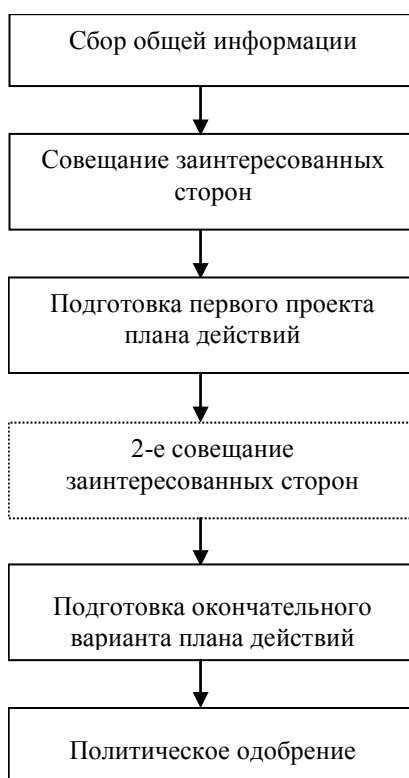 Сбор общей информации
Совещание заинтересованных
сторон
Подготовка первого проекта
плана действий
2-е совещание
заинтересованных сторон
Подготовка окончательного
варианта плана действий
Политическое одобрение